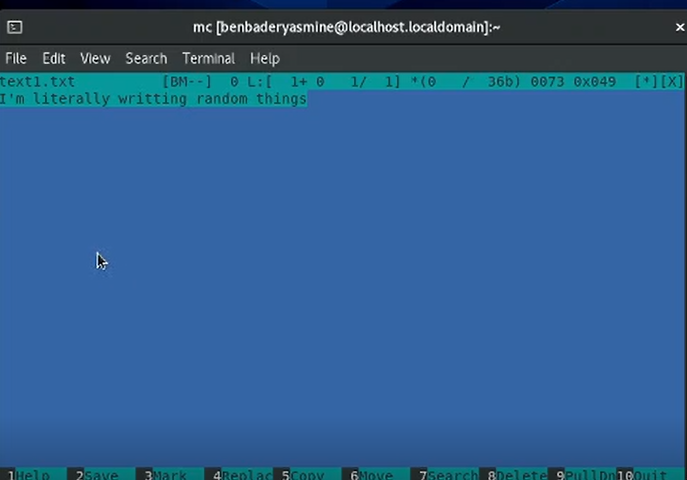 mc [benbaderyasmine@localhost.localdomain]:~
File Edit View Search Terminal Help
text1.txt [BM--] 0 L:[ 1+ 0 1/ 1] *(0 / 36b) 0073 0x049 [*][X]
I'm literally writting random things
1Help 2Save 3Mark 4Replac 5Copy 6Move 7Search 8Delete 9PullDn 10Quit